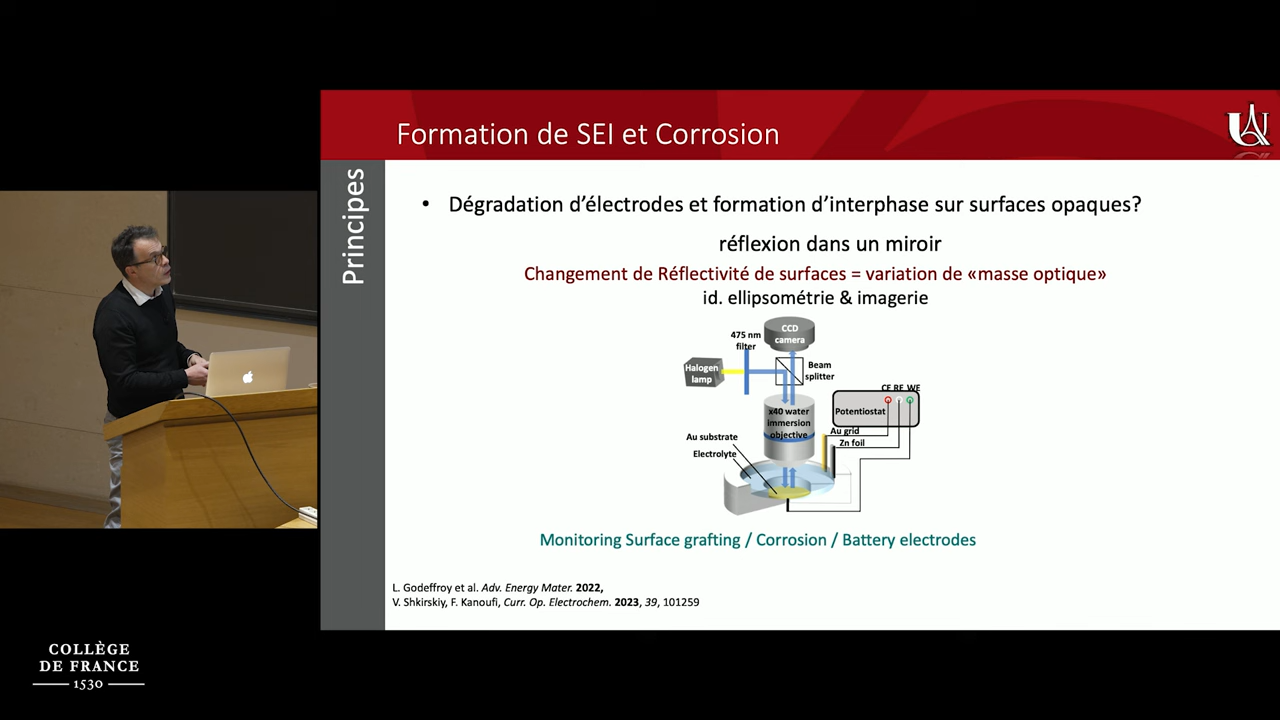 Formation de SEI et Corrosion
Principes
• Dégradation d'électrodes et formation d'interphase sur surfaces opaques?
réflexion dans un miroir
Changement de Réflectivité de surfaces = variation de «masse optique»
id. ellipsométrie & imagerie
CCD
camera
475 nm
filter
Halogen
lamp
Beam
splitter
CE RE WE
Potentiostat
x40 water
immersion
objective
Au grid
Zn foil
Au substrate
Electrolyte
Monitoring Surface grafting / Corrosion / Battery electrodes
L. Godeffroy et al. Adv. Energy Mater. 2022,
V. Shkirskiy, F. Kanoufi, Curr. Op. Electrochem. 2023, 39, 101259
COLLÈGE
DE FRANCE
1530